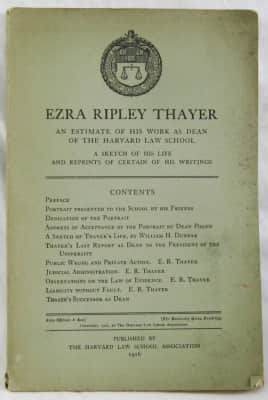 EZRA RIPLEY THAYER
AN ESTIMATE OF HIS WORK AS DEAN
OF THE HARVARD LAW SCHOOL
A SKETCH OF HIS LIFE
AND REPRINTS OF CERTAIN OF HIS WRITINGS
CONTENTS
PREFACE
PORTRAIT PRESENTED TO THE SCHOOL BY HIS FRIENDS
DEDICATION OF THE PORTRAIT
ADDRESS IN ACCEPTANCE OF THE PORTRAIT BY DEAN POUND
A SKETCH OF THAYER'S LIFE, BY WILLIAM H. DUNBAR
THAYER'S LAST REPORT AS DEAN TO THE PRESIDENT OF THE
UNIVERSITY
PUBLIC WRONG AND PRIVATE ACTION. E. R. THAYER
JUDICIAL ADMINISTRATION. E. R. THAYER
OBSERVATIONS ON THE LAW OF EVIDENCE. E. R. THAYER
LIABILITY WITHOUT FAULT. E. R. THAYER
THAYER'S SUCCESSOR AS DEAN
PUBLISHED BY
THE HARVARD LAW SCHOOL ASSOCIATION
1916